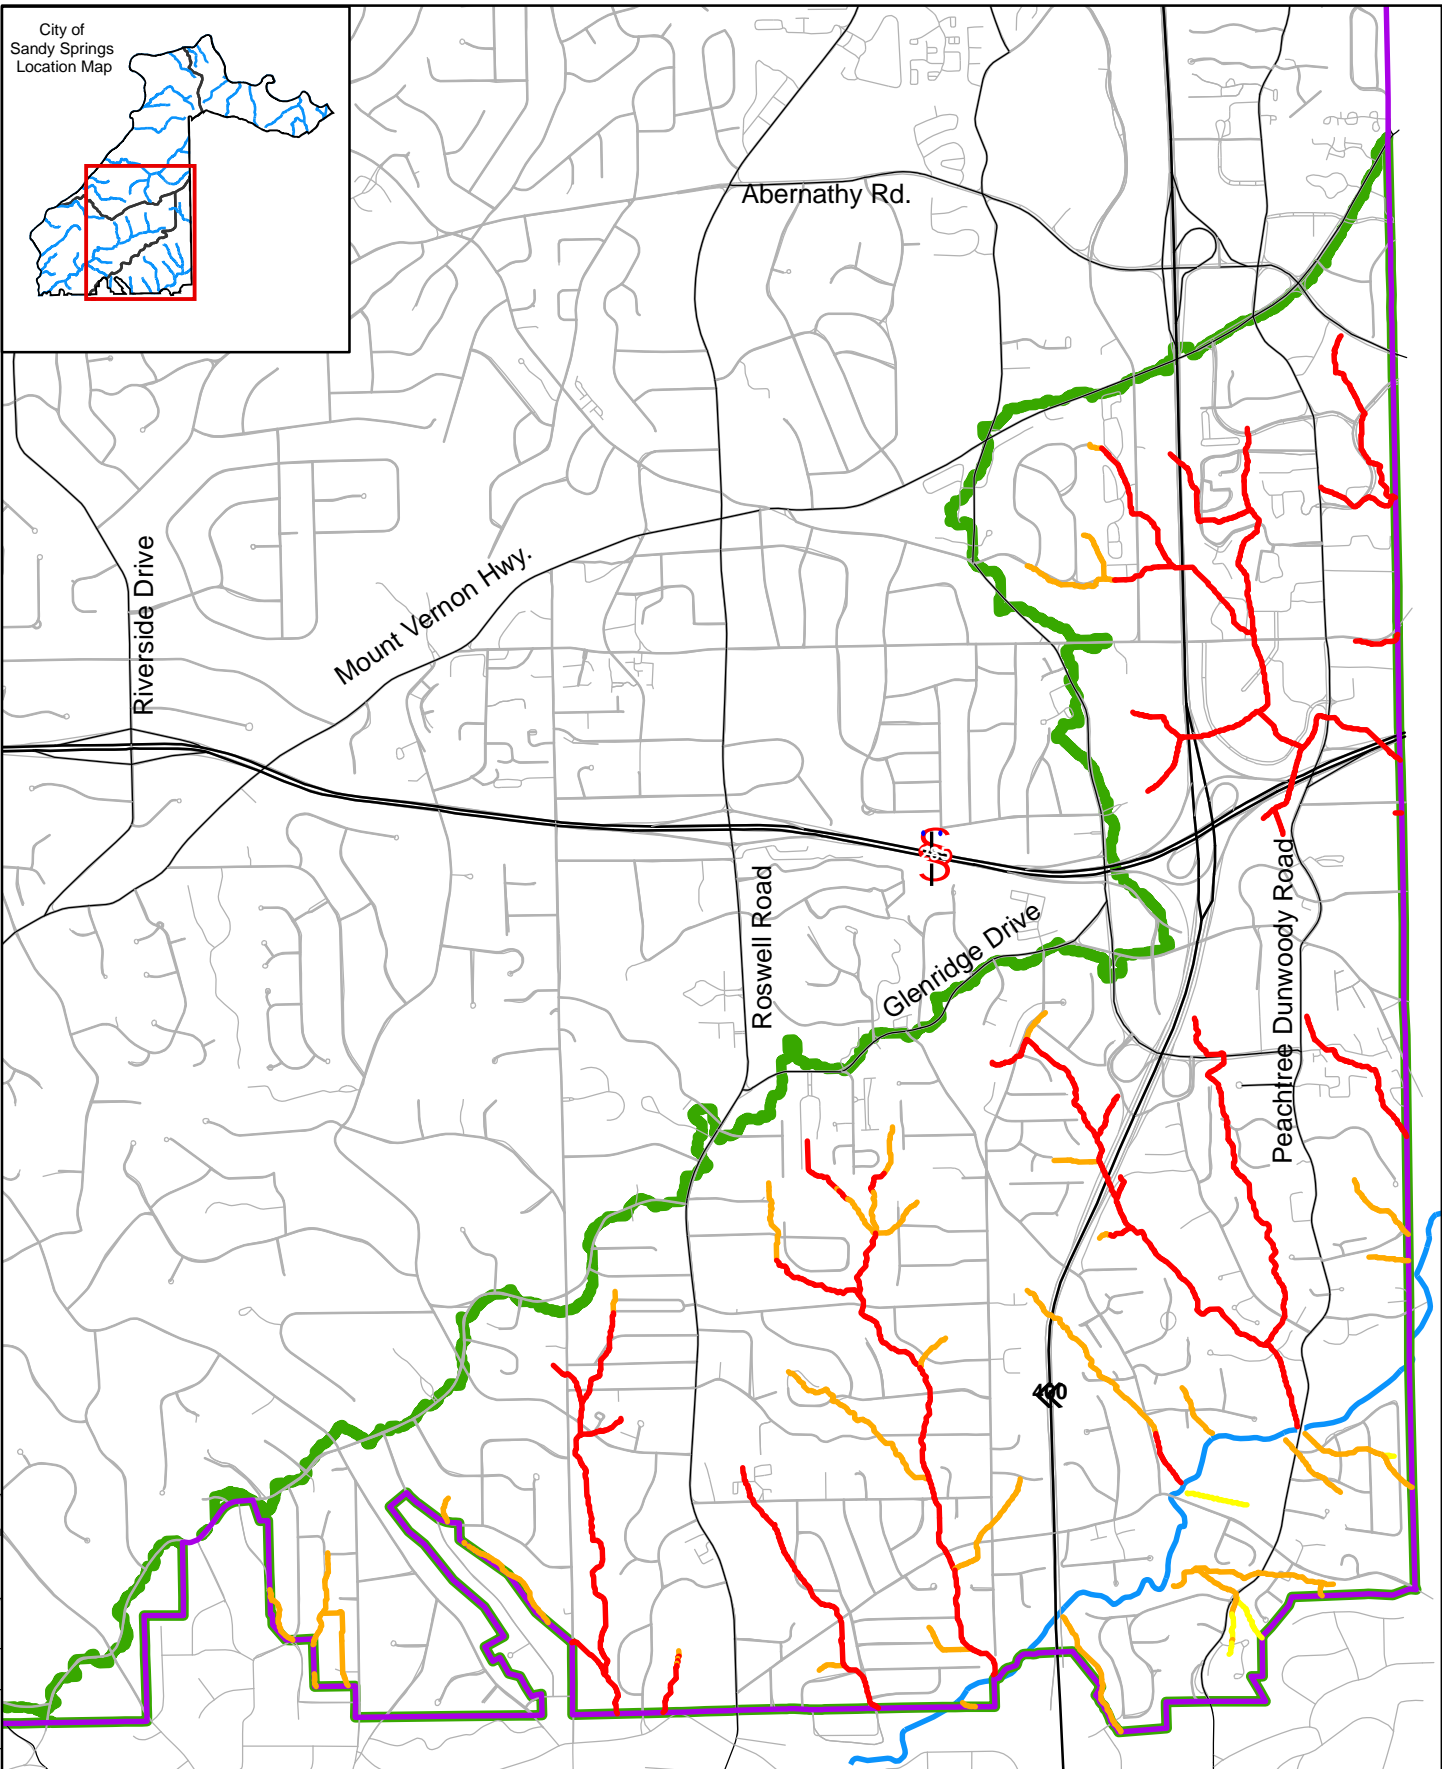 City of
Sandy Springs
Location Map
Abernathy Rd.
Riverside Drive
Mount Vernon Hwy.
Roswell Road
Glenridge Drive
Peachtree Dunwoody Road
285
400